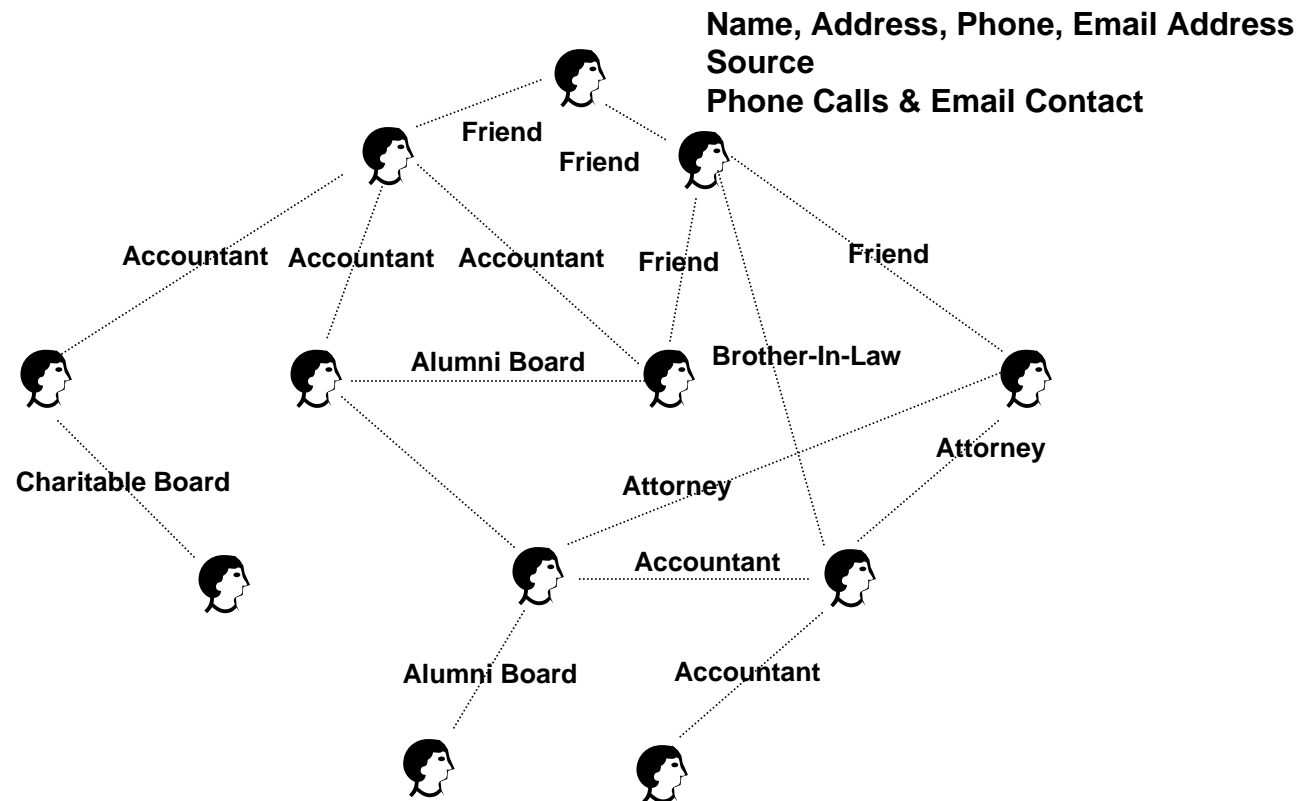 Name, Address, Phone, Email Address
Source
Phone Calls & Email Contact
Friend
Friend
Accountant
Accountant
Accountant
Friend
Friend
Alumni Board
Brother-In-Law
Attorney
Charitable Board
Attorney
Accountant
Alumni Board
Accountant